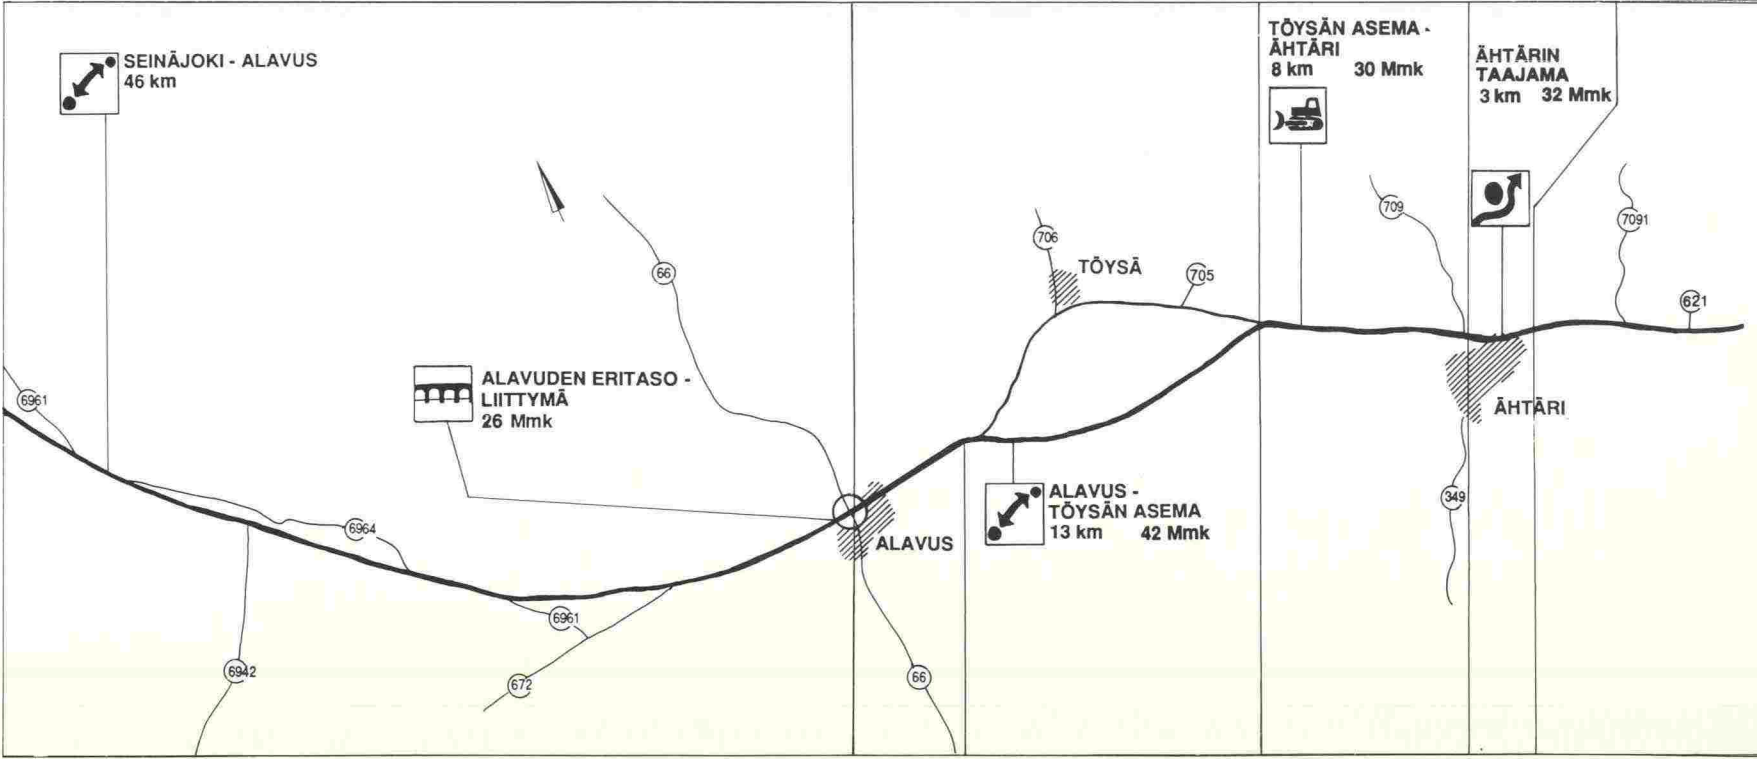 SEINÄJOKI - ALAVUS
46 km
TÖYSÄN ASEMA -
ÄHTÄRI
8 km 30 Mmk
ÄHTÄRIN
TAAJAMA
3 km 32 Mmk
709
7091
706
TÖYSÄ
705
66
621
ALAVUDEN ERITASO -
LIITTYMÄ
26 Mmk
6961
ÄHTÄRI
ALAVUS -
TÖYSÄN ASEMA
13 km 42 Mmk
349
6964
ALAVUS
6961
6942
672
66